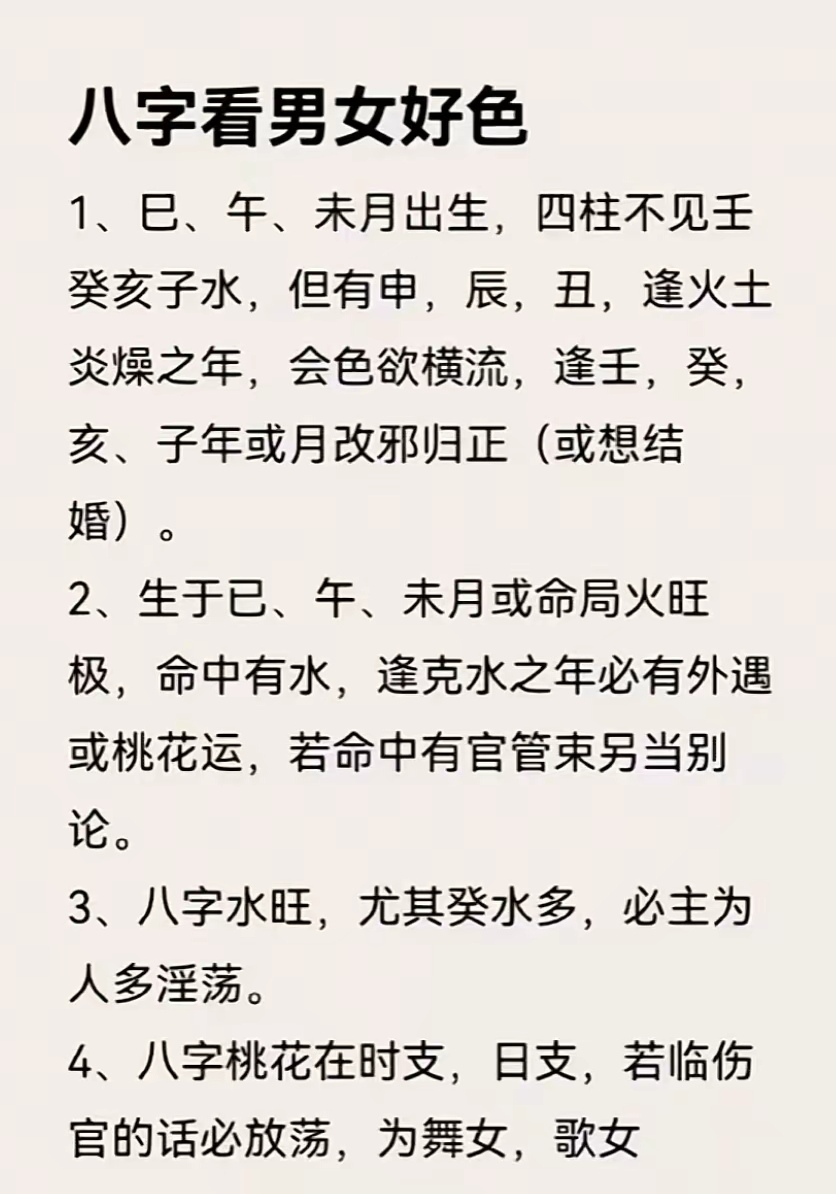 八字看男女好色
1、巳、午、未月出生，四柱不见壬
癸亥子水，但有申，辰，丑，逢火土
炎燥之年，会色欲横流，逢壬，癸，
亥、子年或月改邪归正（或想结
婚）。
2、生于已、午、未月或命局火旺
极，命中有水，逢克水之年必有外遇
或桃花运，若命中有官管束另当别
论。
3、八字水旺，尤其癸水多，必主为
人多淫荡。
4、八字桃花在时支，日支，若临伤
官的话必放荡，为舞女，歌女